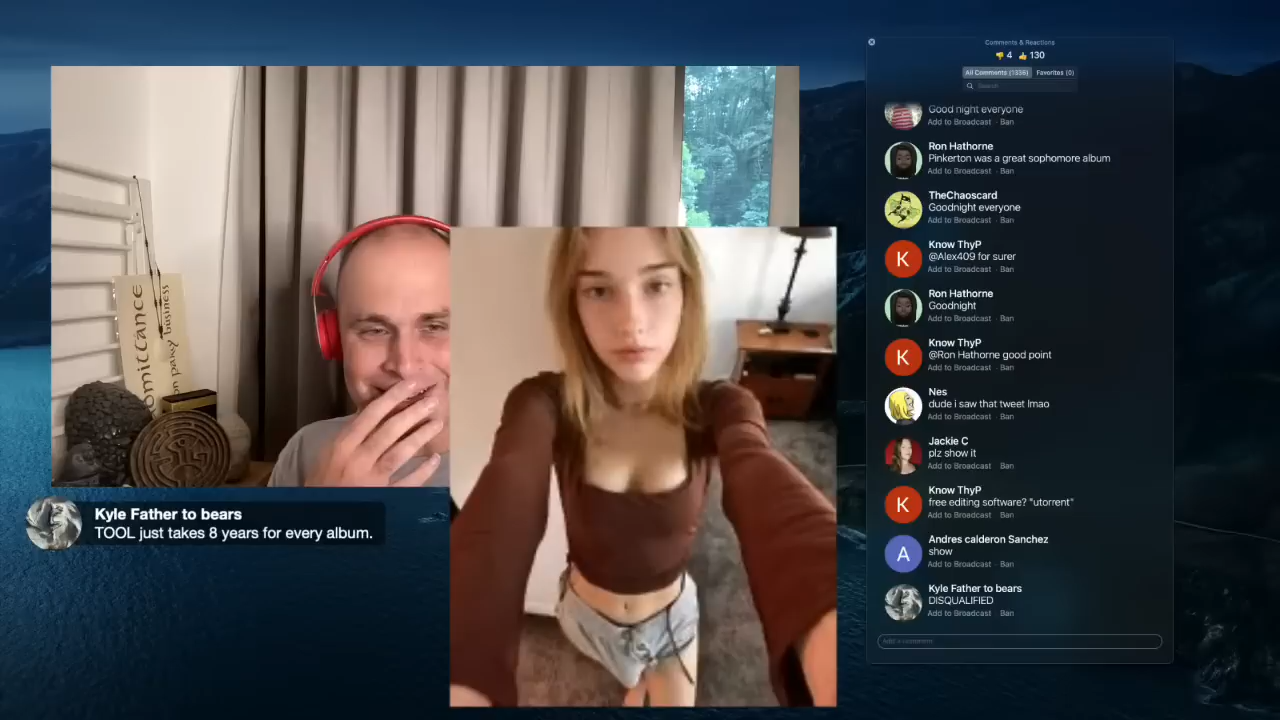 omittance
on parky business
Kyle Father to bears
TOOL just takes 8 years for every album.
Comments & Reactions
4 130
All Comments (1356) Favorites (0)
Search
Good night everyone
Add to Broadcast · Ban
Ron Hathorne
Pinkerton was a great sophomore album
Add to Broadcast · Ban
TheChaoscard
Goodnight everyone
Add to Broadcast · Ban
K
Know ThyP
@Alex409 for surer
Add to Broadcast · Ban
Ron Hathorne
Goodnight
Add to Broadcast · Ban
K
Know ThyP
@Ron Hathorne good point
Add to Broadcast · Ban
Nes
dude i saw that tweet lmao
Add to Broadcast · Ban
Jackie C
plz show it
Add to Broadcast · Ban
K
Know ThyP
free editing software? "utorrent"
Add to Broadcast · Ban
A
Andres calderon Sanchez
show
Add to Broadcast · Ban
Kyle Father to bears
DISQUALIFIED
Add to Broadcast · Ban
Add a comment